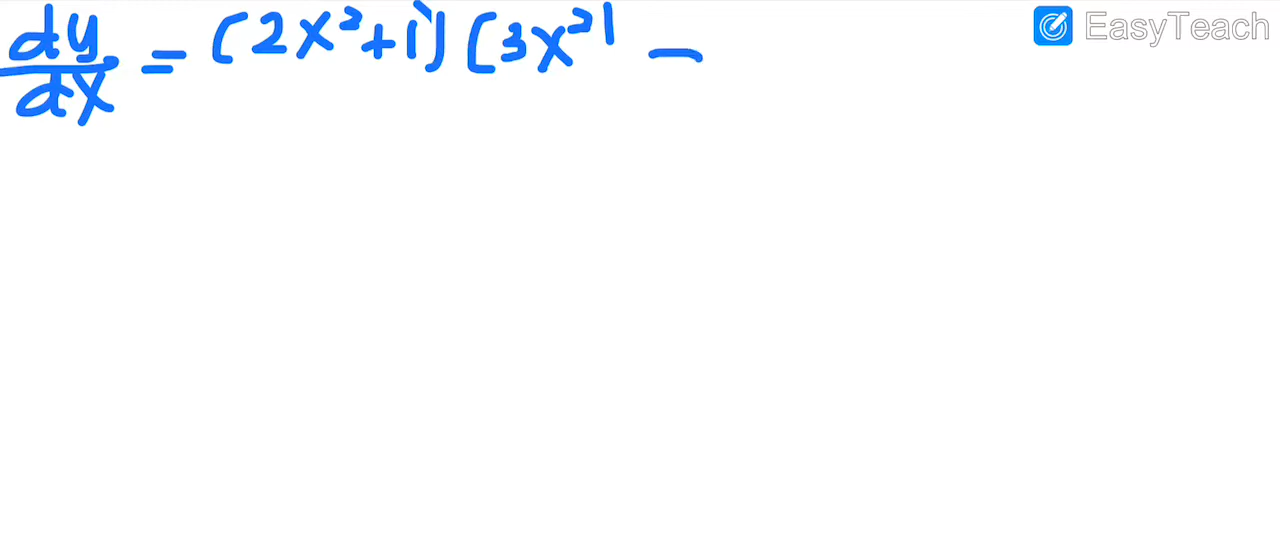 dy/dx = (2x²+1) (3x²) −
EasyTeach